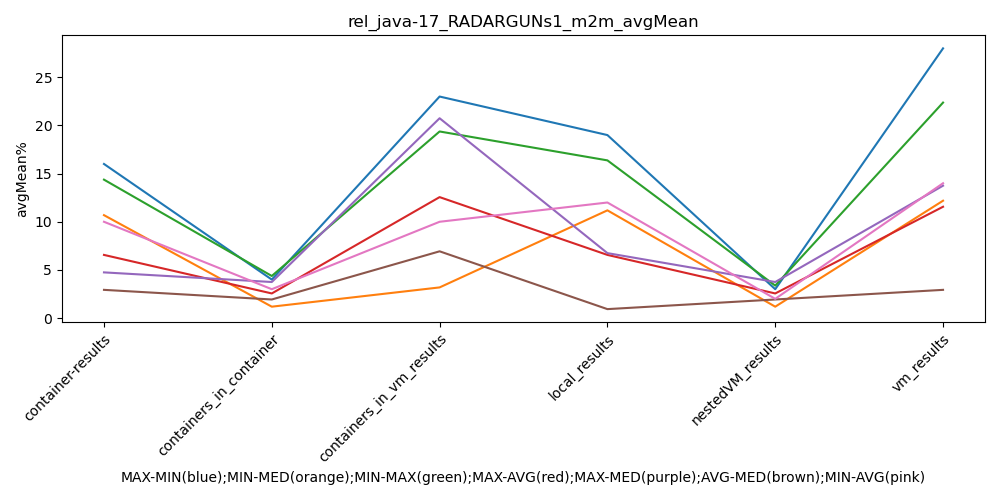 rel_java-17_RADARGUNs1_m2m_avgMean
avgMean%
25
20
15
10
5
0
container-results
containers_in_container
containers_in_vm_results
local_results
nestedVM_results
vm_results
MAX-MIN(blue);MIN-MED(orange);MIN-MAX(green);MAX-AVG(red);MAX-MED(purple);AVG-MED(brown);MIN-AVG(pink)